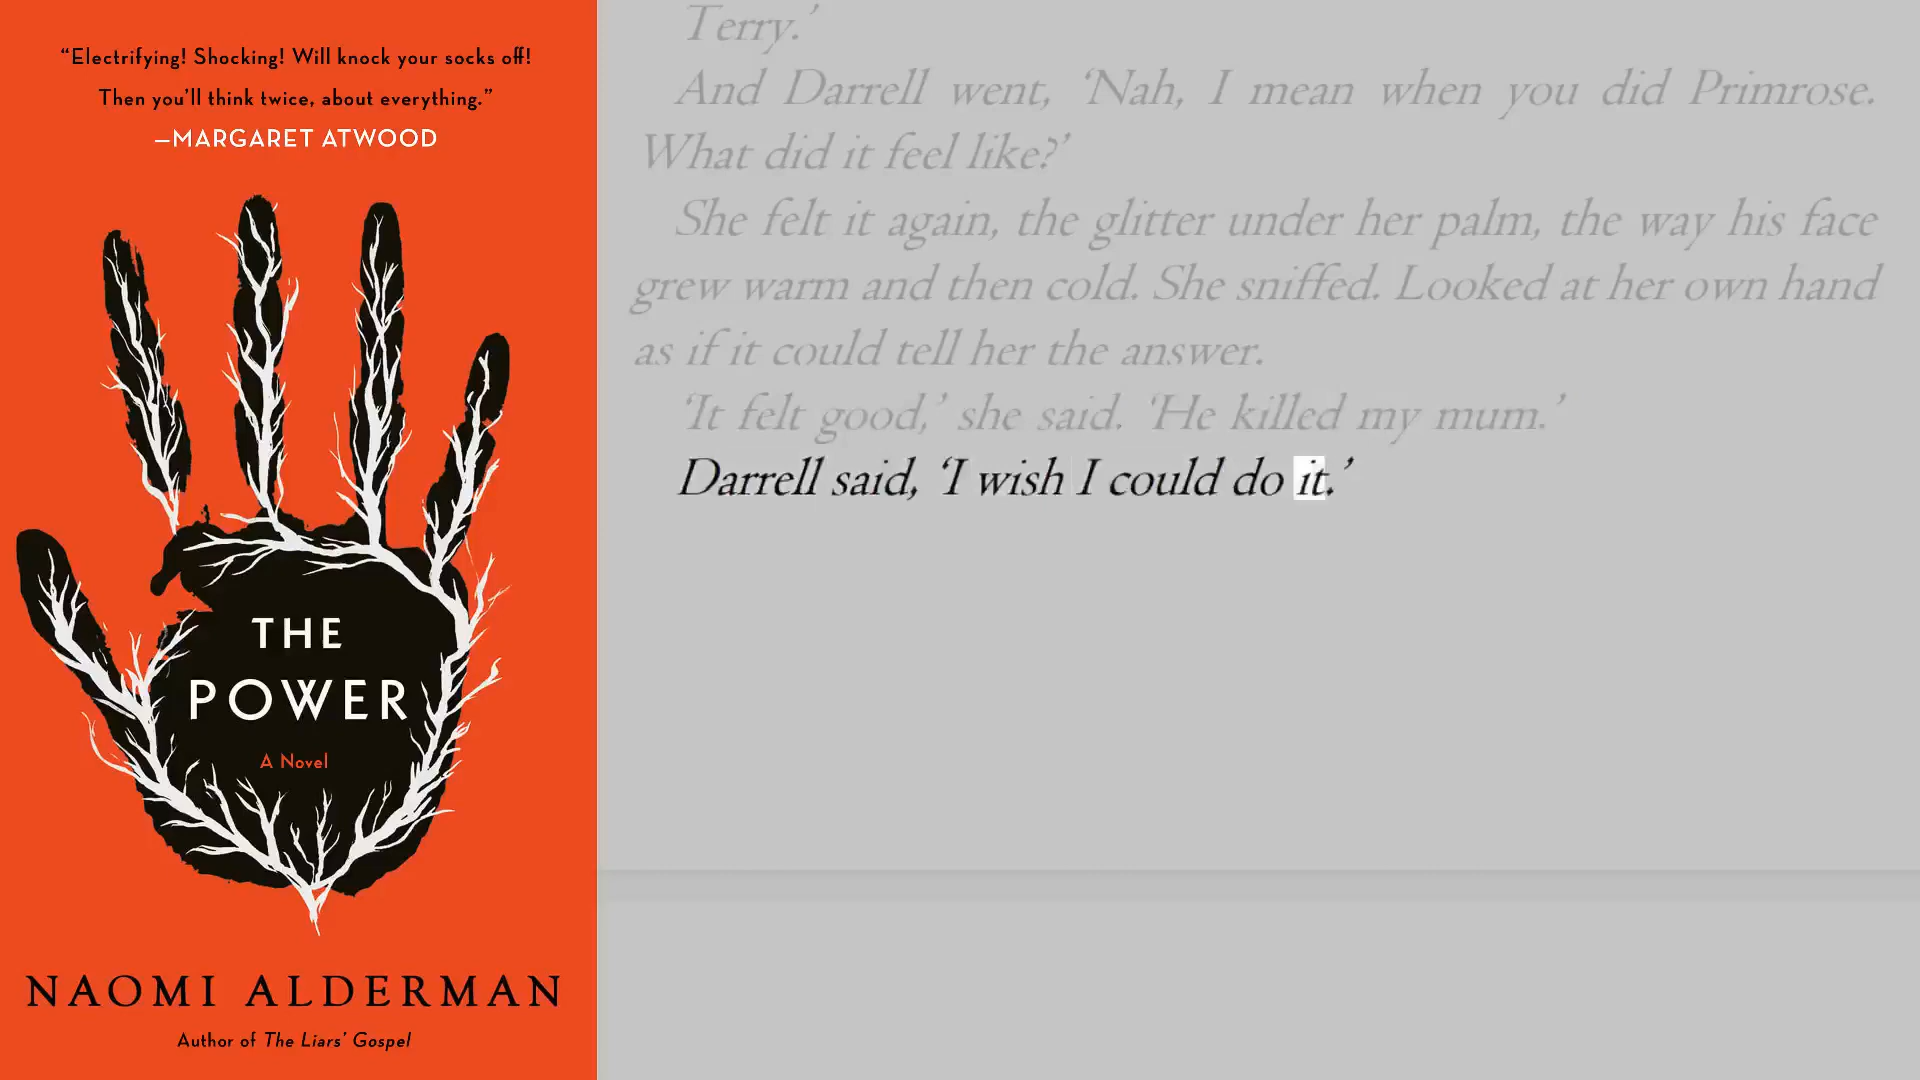 “Electrifying! Shocking! Will knock your socks off!
Then you’ll think twice, about everything.”
—MARGARET ATWOOD
THE
POWER
A Novel
NAOMI ALDERMAN
Author of The Liars’ Gospel
Terry.’
And Darrell went, ‘Nah, I mean when you did Primrose.
What did it feel like?’
She felt it again, the glitter under her palm, the way his face
grew warm and then cold. She sniffed. Looked at her own hand
as if it could tell her the answer.
‘It felt good,’ she said. ‘He killed my mum.’
Darrell said, ‘I wish I could do it.’